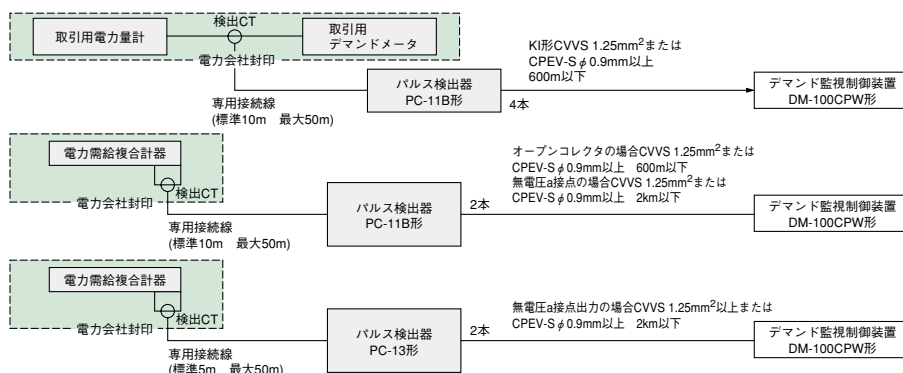 検出CT
取引用電力量計
取引用
デマンドメータ
電力会社封印
専用接続線
(標準10m 最大50m)
パルス検出器
PC-11B形
4本
KI形CVVS 1.25mm²または
CPEV-Sφ0.9mm以上
600m以下
デマンド監視制御装置
DM-100CPW形
電力需給複合計器
検出CT
電力会社封印
専用接続線
(標準10m 最大50m)
パルス検出器
PC-11B形
2本
オープンコレクタの場合CVVS 1.25mm²または
CPEV-Sφ0.9mm以上 600m以下
無電圧a接点の場合CVVS 1.25mm²または
CPEV-Sφ0.9mm以上 2km以下
デマンド監視制御装置
DM-100CPW形
電力需給複合計器
検出CT
電力会社封印
専用接続線
(標準5m 最大50m)
パルス検出器
PC-13形
2本
無電圧a接点出力の場合CVVS 1.25mm²以上または
CPEV-Sφ0.9mm以上 2km以下
デマンド監視制御装置
DM-100CPW形